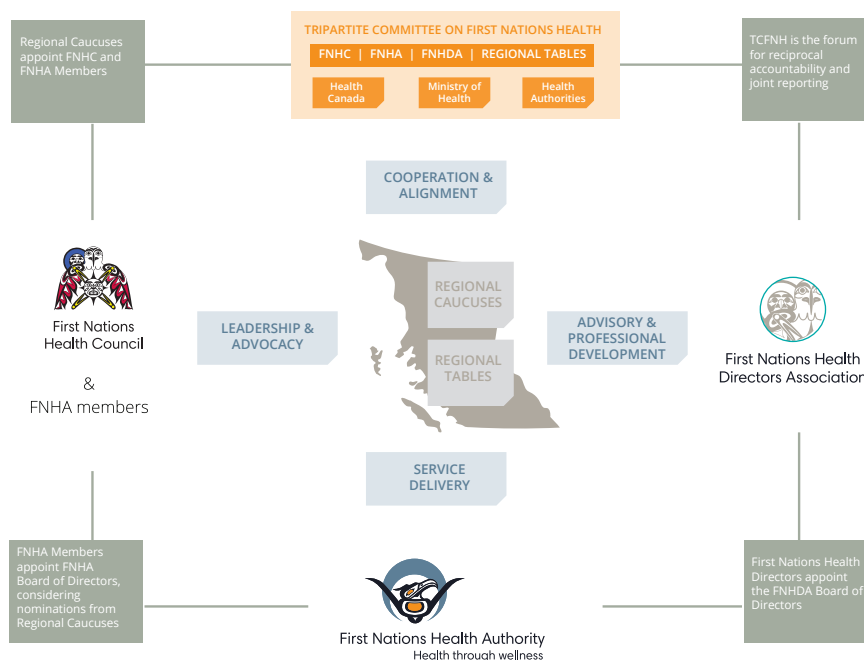 Regional Caucuses
appoint FNHC and
FNHA Members
TRIPARTITE COMMITTEE ON FIRST NATIONS HEALTH
FNHC | FNHA | FNHDA | REGIONAL TABLES
Health
Canada
Ministry of
Health
Health
Authorities
TCFNH is the forum
for reciprocal
accountability and
joint reporting
COOPERATION &
ALIGNMENT
First Nations
Health Council
&
FNHA members
LEADERSHIP &
ADVOCACY
REGIONAL
CAUCUSES
REGIONAL
TABLES
ADVISORY &
PROFESSIONAL
DEVELOPMENT
First Nations Health
Directors Association
SERVICE
DELIVERY
FNHA Members
appoint FNHA
Board of Directors,
considering
nominations from
Regional Caucuses
First Nations Health Authority
Health through wellness
First Nations Health
Directors appoint
the FNHDA Board of
Directors